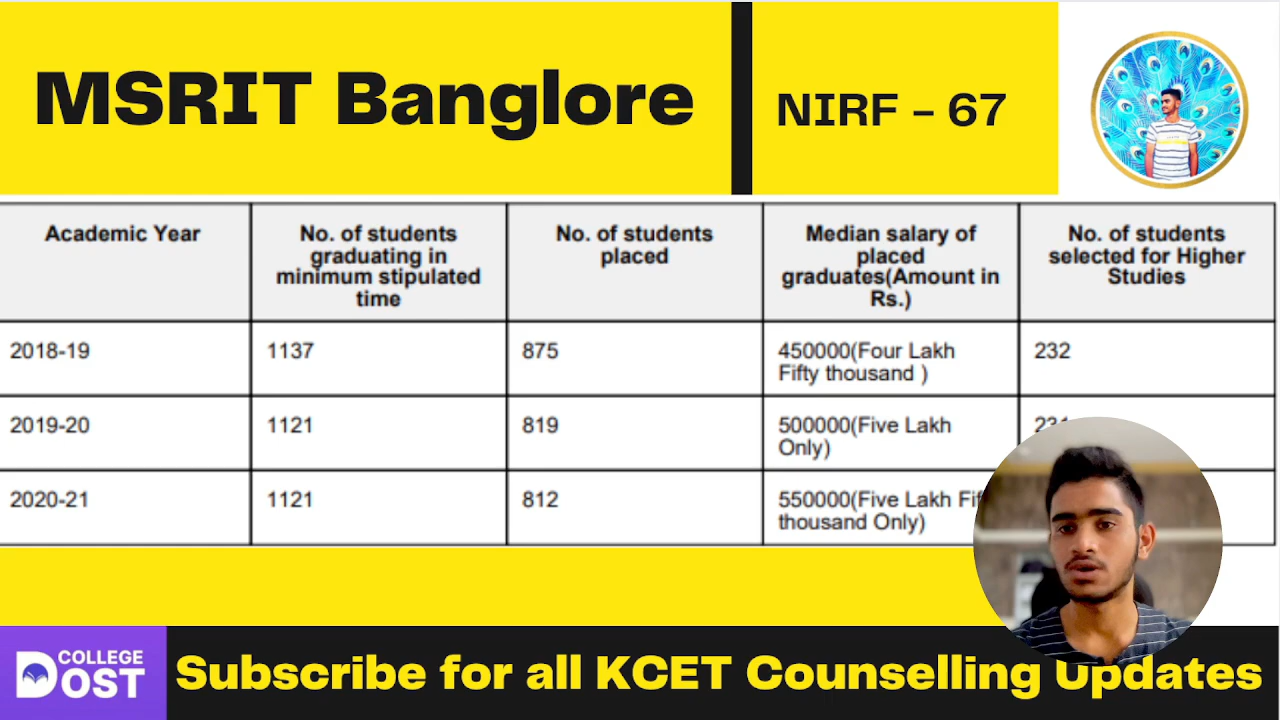 MSRIT Banglore
NIRF – 67
Academic Year
No. of students
graduating in
minimum stipulated
time
No. of students
placed
Median salary of
placed
graduates(Amount in
Rs.)
No. of students
selected for Higher
Studies
2018-19
1137
875
450000(Four Lakh
Fifty thousand )
232
2019-20
1121
819
500000(Five Lakh
Only)
2020-21
1121
812
550000(Five Lakh
thousand Only)
COLLEGE
DOST
Subscribe for all KCET Counselling Updates